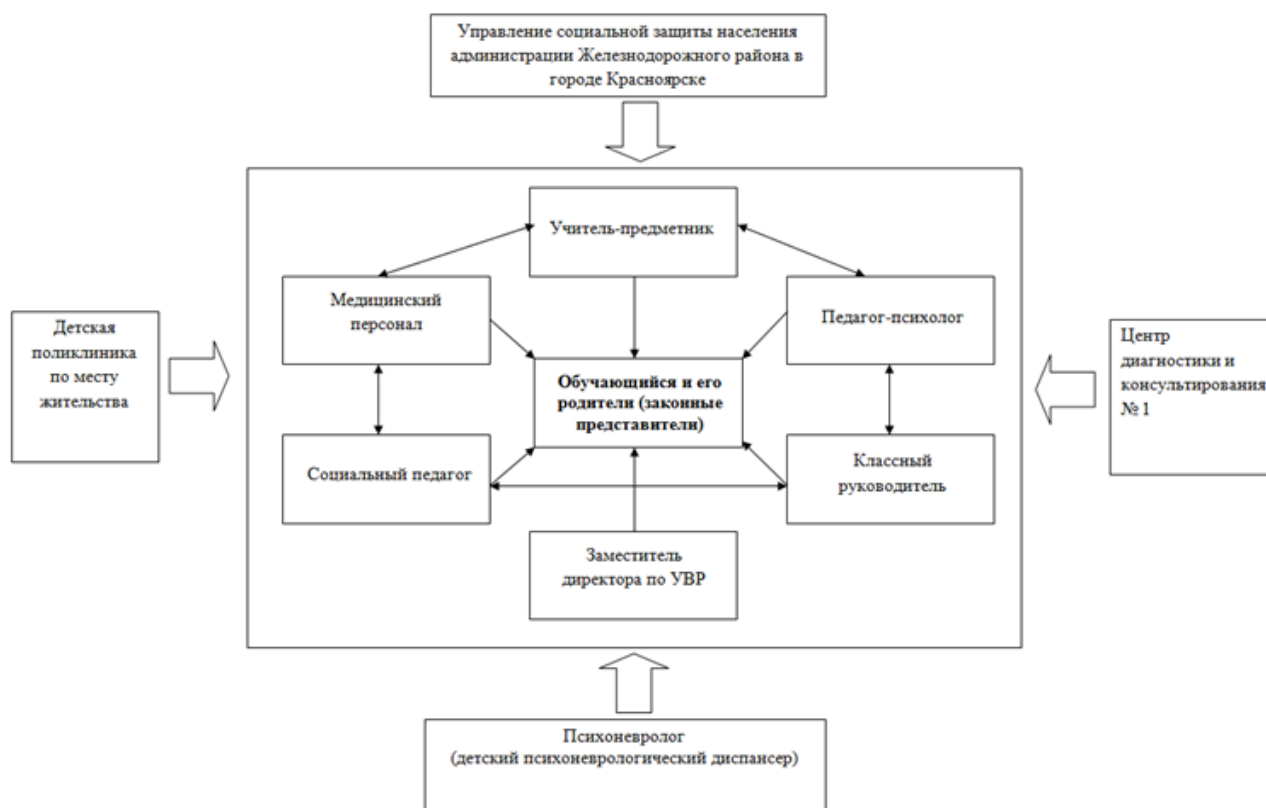 Управление социальной защиты населения
администрации Железнодорожного района в
городе Красноярске
Учитель-предметник
Медицинский
персонал
Педагог-психолог
Детская
поликлиника
по месту
жительства
Центр
диагностики и
консультирования
№ 1
Обучающийся и его
родители (законные
представители)
Социальный педагог
Классный
руководитель
Заместитель
директора по УВР
Психоневролог
(детский психоневрологический диспансер)